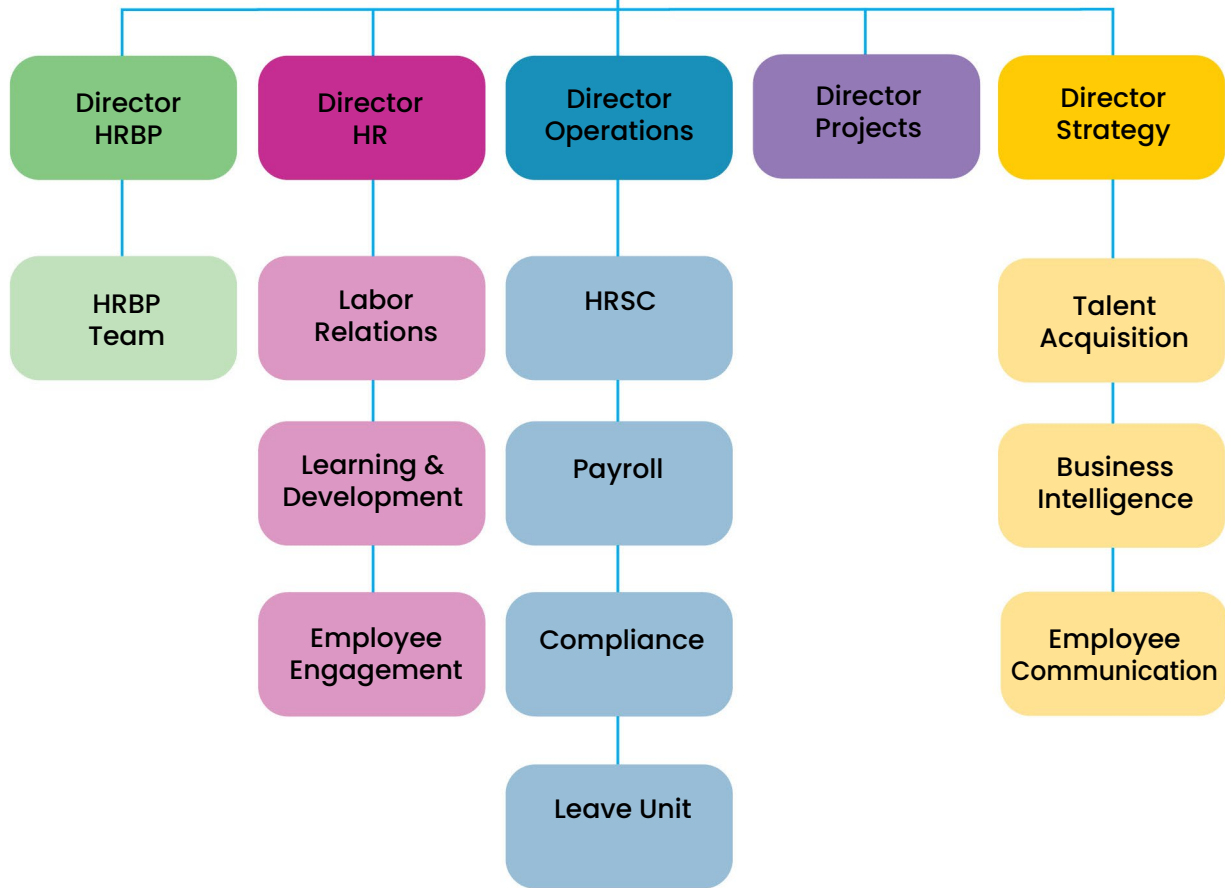 Director
HRBP
Director
HR
Director
Operations
Director
Projects
Director
Strategy
HRBP
Team
Labor
Relations
HRSC
Talent
Acquisition
Learning &
Development
Payroll
Business
Intelligence
Employee
Engagement
Compliance
Employee
Communication
Leave Unit